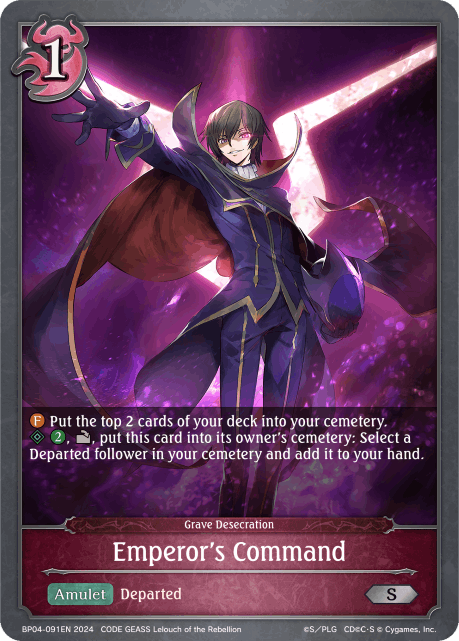 1
F Put the top 2 cards of your deck into your cemetery.
2, , put this card into its owner's cemetery: Select a
Departed follower in your cemetery and add it to your hand.
Grave Desecration
Emperor's Command
Amulet Departed S
BP04-091EN 2024 CODE GEASS Lelouch of the Rebellion ©S/PLG CD©C·S © Cygames, Inc.